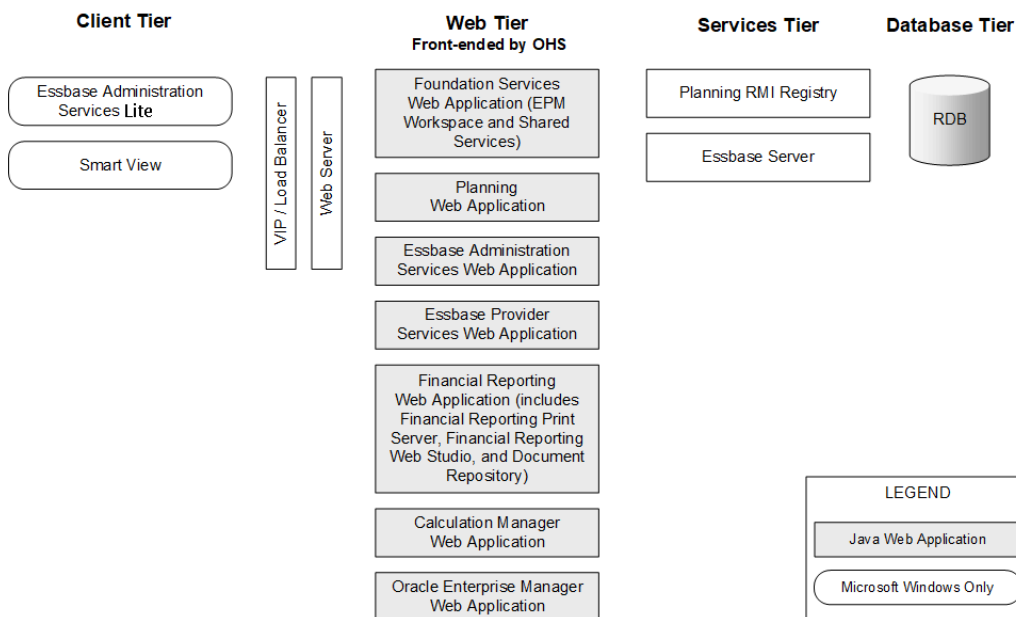 Client Tier
Essbase Administration
Services Lite
Smart View
VIP / Load Balancer
Web Server
Web Tier
Front-ended by OHS
Foundation Services
Web Application (EPM
Workspace and Shared
Services)
Planning
Web Application
Essbase Administration
Services Web Application
Essbase Provider
Services Web Application
Financial Reporting
Web Application (includes
Financial Reporting Print
Server, Financial Reporting
Web Studio, and Document
Repository)
Calculation Manager
Web Application
Oracle Enterprise Manager
Web Application
Services Tier
Planning RMI Registry
Essbase Server
Database Tier
RDB
LEGEND
Java Web Application
Microsoft Windows Only